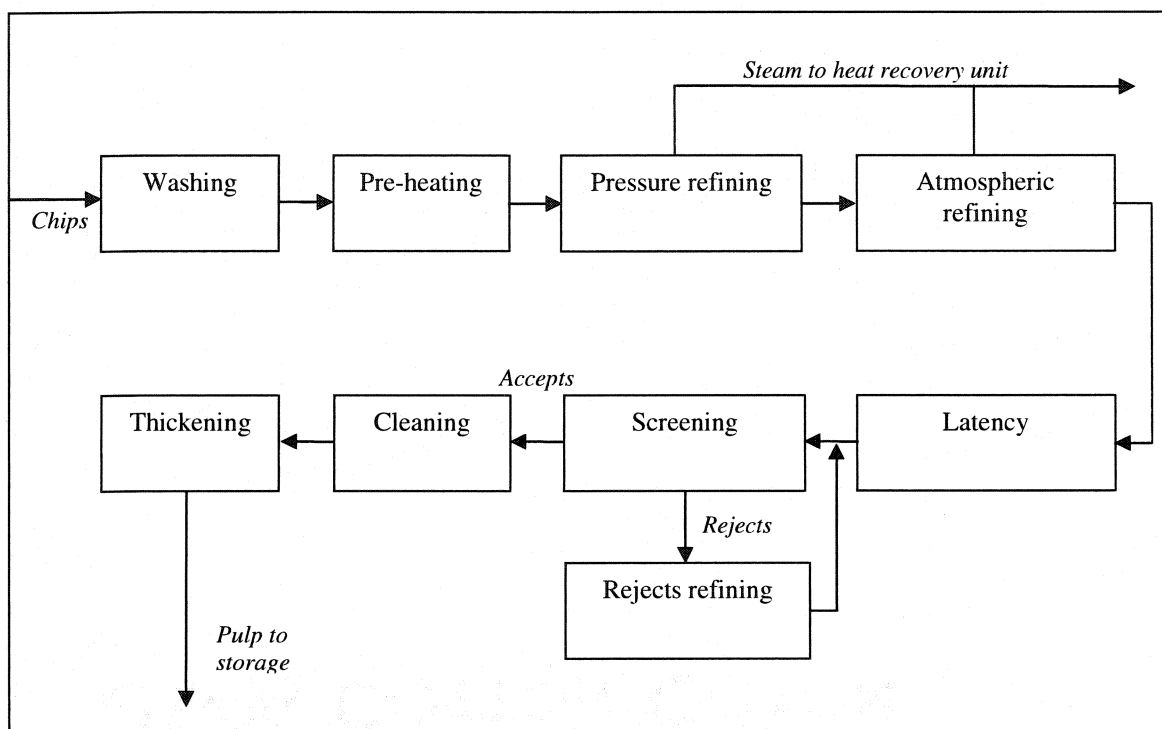 Steam to heat recovery unit
Washing
Pre-heating
Pressure refining
Atmospheric
refining
Chips
Accepts
Thickening
Cleaning
Screening
Latency
Rejects
Rejects refining
Pulp to
storage